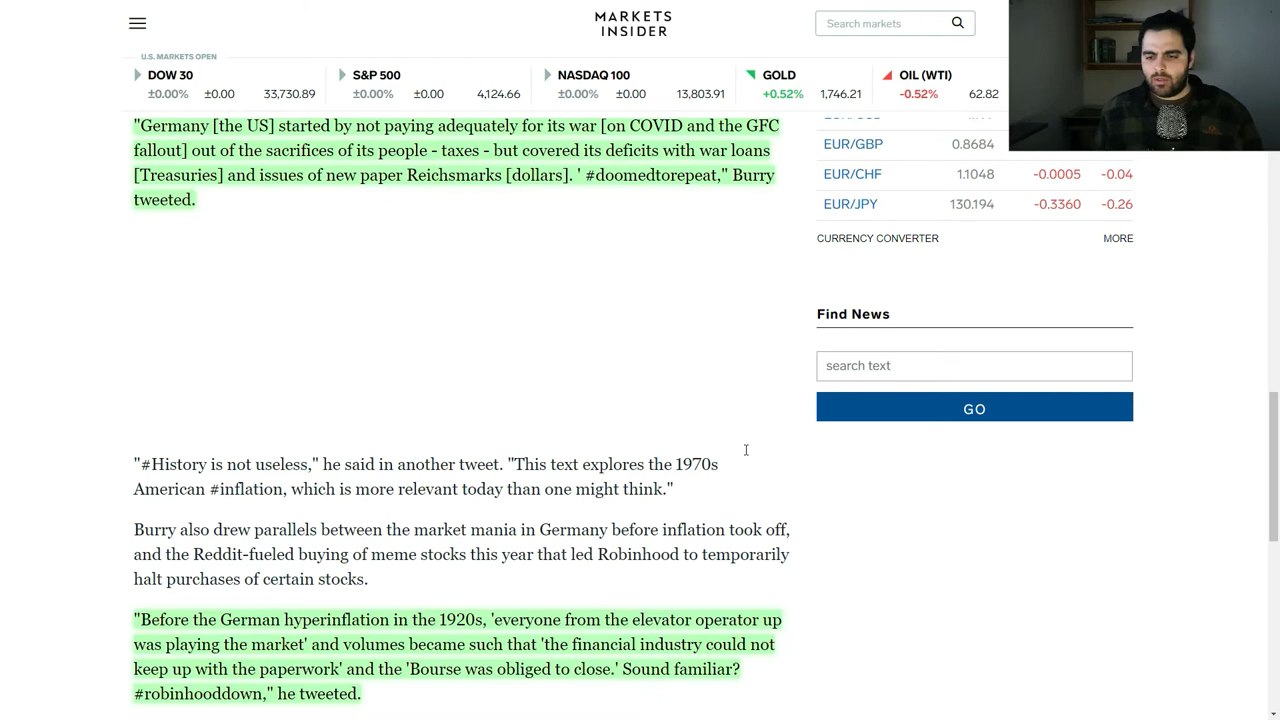 MARKETS
INSIDER
Search markets
U.S. MARKETS OPEN
DOW 30
±0.00% ±0.00 33,730.89
S&P 500
±0.00% ±0.00 4,124.66
NASDAQ 100
±0.00% ±0.00 13,803.91
GOLD
+0.52% 1,746.21
OIL (WTI)
-0.52% 62.82
"Germany [the US] started by not paying adequately for its war [on COVID and the GFC
fallout] out of the sacrifices of its people - taxes - but covered its deficits with war loans
[Treasuries] and issues of new paper Reichsmarks [dollars]. ' #doomedtorepeat," Burry
tweeted.
EUR/GBP 0.8684
EUR/CHF 1.1048 -0.0005 -0.04
EUR/JPY 130.194 -0.3360 -0.26
CURRENCY CONVERTER MORE
Find News
search text
GO
"#History is not useless," he said in another tweet. "This text explores the 1970s
American #inflation, which is more relevant today than one might think."
Burry also drew parallels between the market mania in Germany before inflation took off,
and the Reddit-fueled buying of meme stocks this year that led Robinhood to temporarily
halt purchases of certain stocks.
"Before the German hyperinflation in the 1920s, 'everyone from the elevator operator up
was playing the market' and volumes became such that 'the financial industry could not
keep up with the paperwork' and the 'Bourse was obliged to close.' Sound familiar?
#robinhooddown," he tweeted.